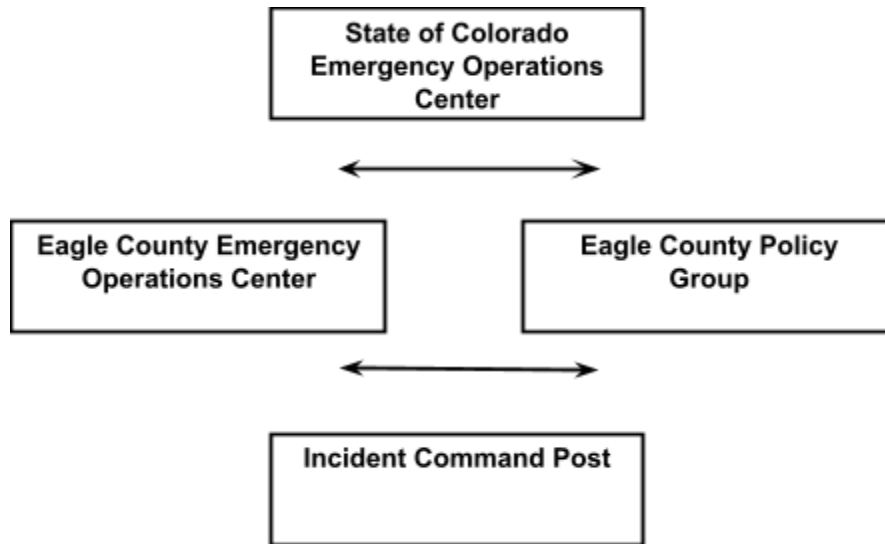 State of Colorado
Emergency Operations
Center
Eagle County Emergency
Operations Center
Eagle County Policy
Group
Incident Command Post